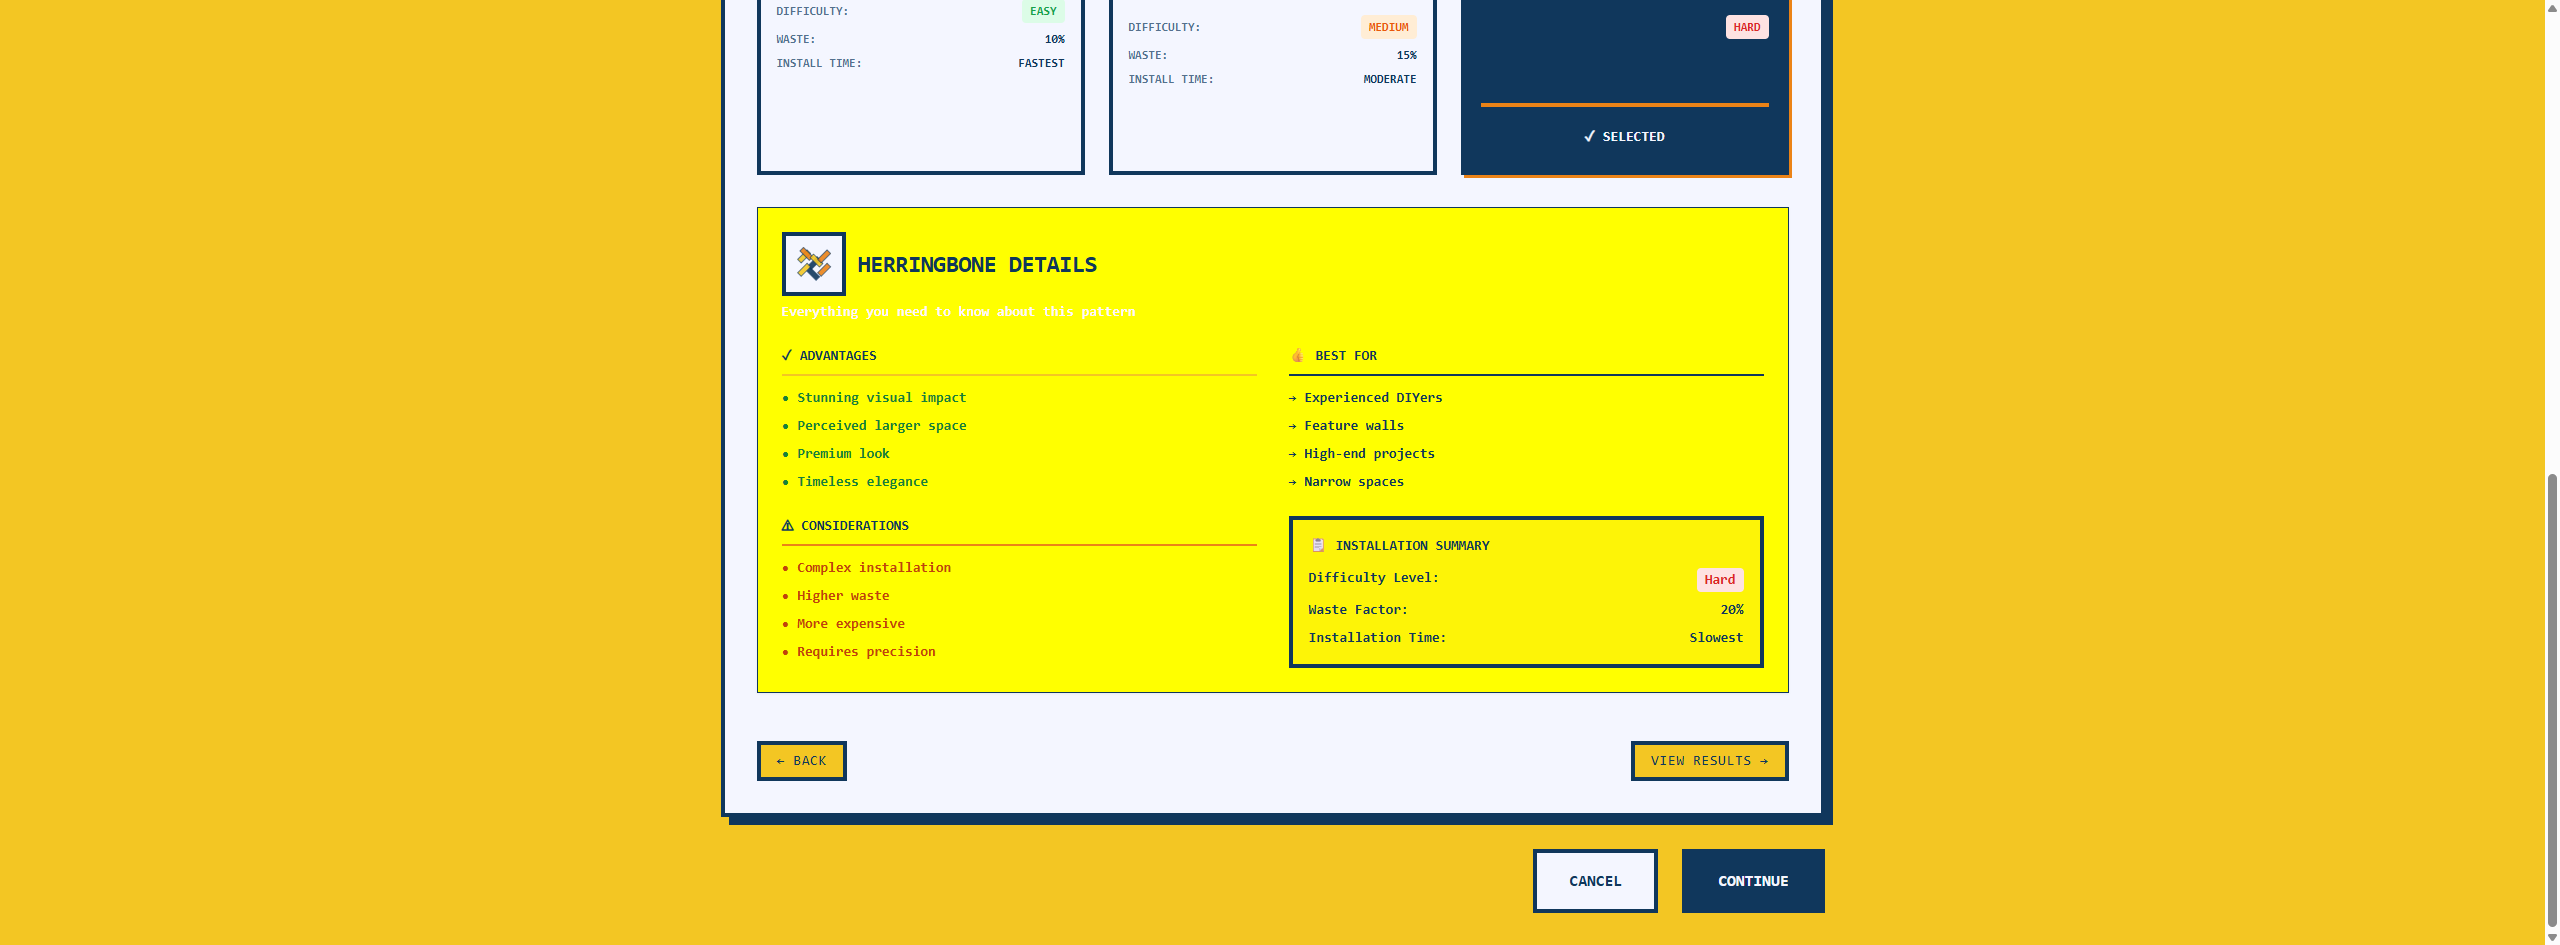 DIFFICULTY: EASY
WASTE: 10%
INSTALL TIME: FASTEST
DIFFICULTY: MEDIUM
WASTE: 15%
INSTALL TIME: MODERATE
HARD
✓ SELECTED
HERRINGBONE DETAILS
Everything you need to know about this pattern
✓ ADVANTAGES
• Stunning visual impact
• Perceived larger space
• Premium look
• Timeless elegance
👍 BEST FOR
→ Experienced DIYers
→ Feature walls
→ High-end projects
→ Narrow spaces
⚠ CONSIDERATIONS
• Complex installation
• Higher waste
• More expensive
• Requires precision
📋 INSTALLATION SUMMARY
Difficulty Level: Hard
Waste Factor: 20%
Installation Time: Slowest
← BACK
VIEW RESULTS →
CANCEL
CONTINUE